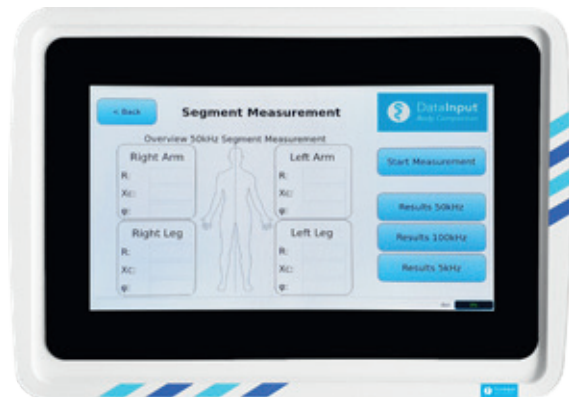 < Back
Segment Measurement
DataInput
Body Composition
Overview 50kHz Segment Measurement
Right Arm
R:
Xc:
φ:
Left Arm
R:
Xc:
φ:
Right Leg
R:
Xc:
φ:
Left Leg
R:
Xc:
φ:
Start Measurement
Results 50kHz
Results 100kHz
Results 5kHz